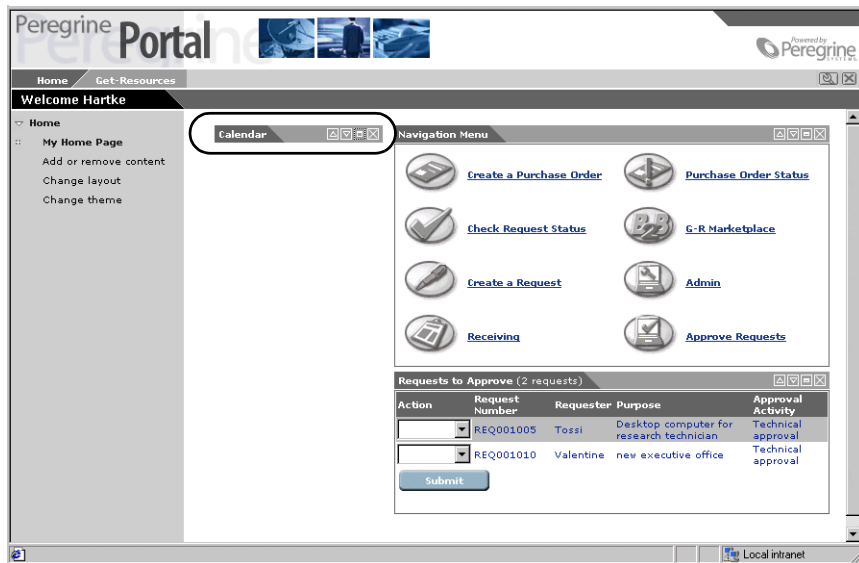 Peregrine Portal
Powered by
Peregrine
SYSTEMS
Home Get-Resources
Welcome Hartke
Home
My Home Page
Add or remove content
Change layout
Change theme
Calendar
Navigation Menu
Create a Purchase Order
Purchase Order Status
Check Request Status
B2B
G-R Marketplace
Create a Request
Admin
Receiving
Approve Requests
Requests to Approve (2 requests)
Action Request Number Requester Purpose Approval Activity
REQ001005 Tossi Desktop computer for research technician Technical approval
REQ001010 Valentine new executive office Technical approval
Submit
Local intranet